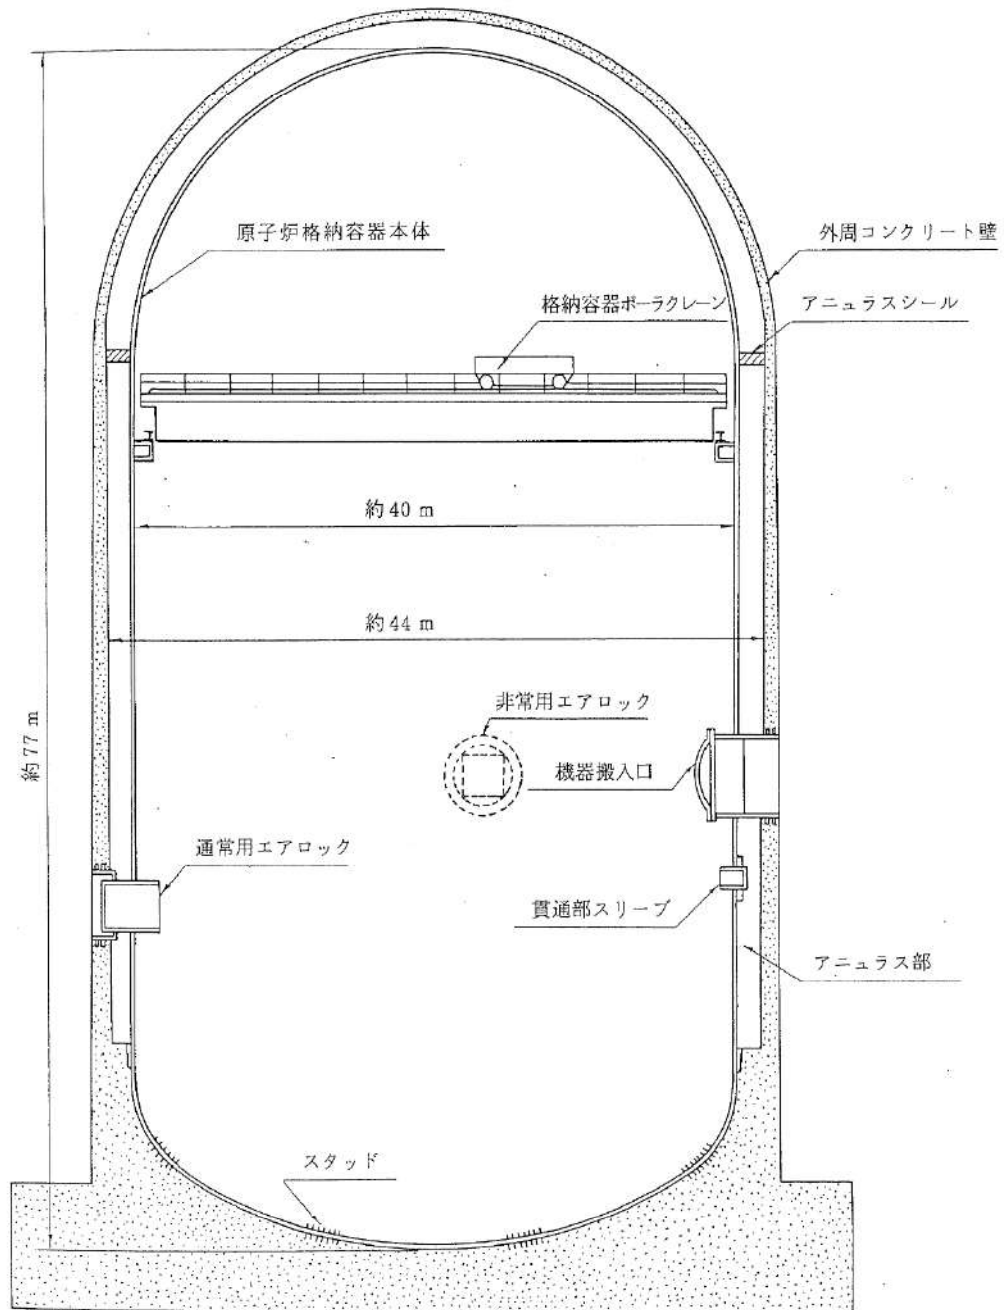 原子炉格納容器本体
外周コンクリート壁
格納容器ポーラクレーン
アニュラスシール
約40 m
約44 m
約77 m
非常用エアロック
機器搬入口
通常用エアロック
貫通部スリーブ
アニュラス部
スタッド